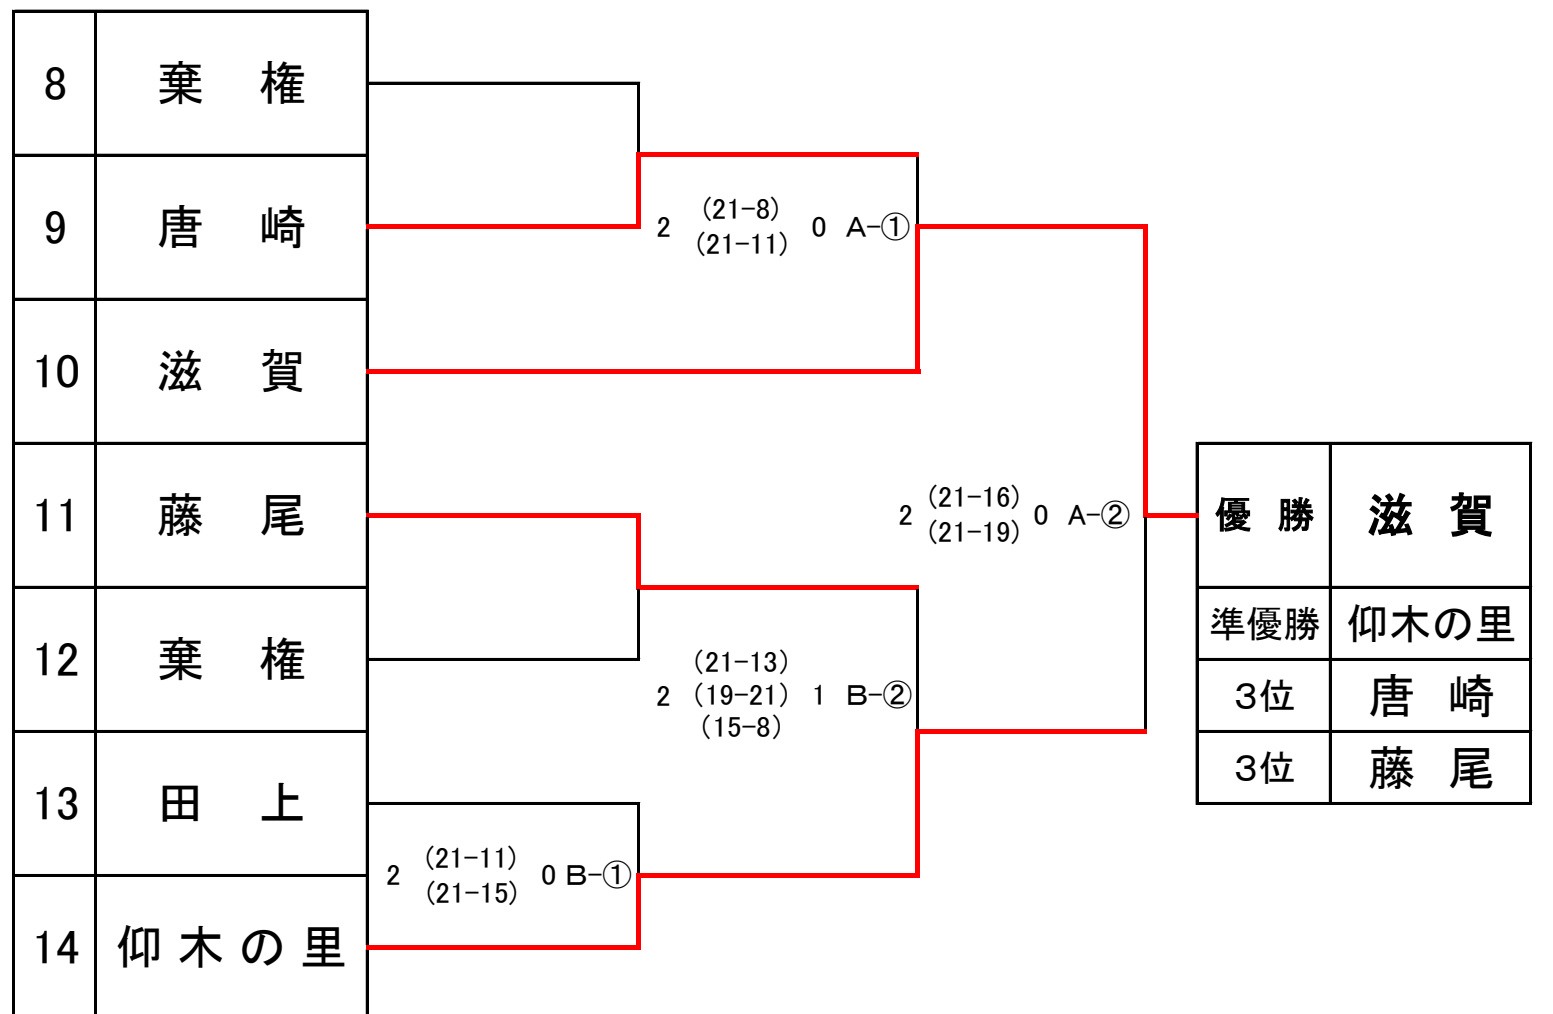 8 棄　権
9 唐　崎
(21-8)
2 0 A-①
(21-11)
10 滋　賀
11 藤　尾
(21-16)
2 0 A-②
(21-19)
優 勝 滋 賀
12 棄　権
(21-13)
2 (19-21) 1 B-②
(15-8)
準優勝 仰木の里
3位 唐 崎
3位 藤 尾
13 田　上
(21-11)
2 0 B-①
(21-15)
14 仰木の里